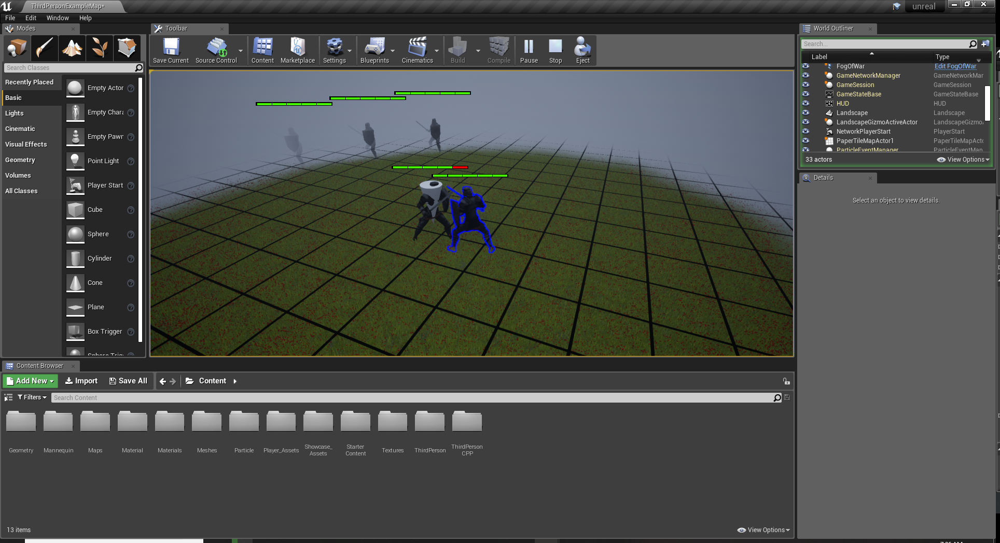 ThirdPersonExampleMap*
unreal
File Edit Window Help
Modes
Search Classes
Recently Placed
Basic
Lights
Cinematic
Visual Effects
Geometry
Volumes
All Classes
Empty Actor
Empty Chara
Empty Pawn
Point Light
Player Start
Cube
Sphere
Cylinder
Cone
Plane
Box Trigger
Toolbar
Save Current
Source Control
Content
Marketplace
Settings
Blueprints
Cinematics
Build
Compile
Pause
Stop
Eject
World Outliner
Search...
Label Type
FogOfWar Edit FogOfWar
GameNetworkManager GameNetworkMar
GameSession GameSession
GameStateBase GameStateBase
HUD HUD
Landscape Landscape
LandscapeGizmoActiveActor LandscapeGizmo
NetworkPlayerStart PlayerStart
PaperTileMapActor1 PaperTileMapActo
ParticleEventManager ParticleEventMan
33 actors View Options
Details
Select an object to view details.
Content Browser
Add New Import Save All Content
Filters Search Content
Geometry
Mannequin
Maps
Material
Materials
Meshes
Particle
Player_Assets
Showcase_
Assets
Starter
Content
Textures
ThirdPerson
ThirdPerson
CPP
13 items View Options